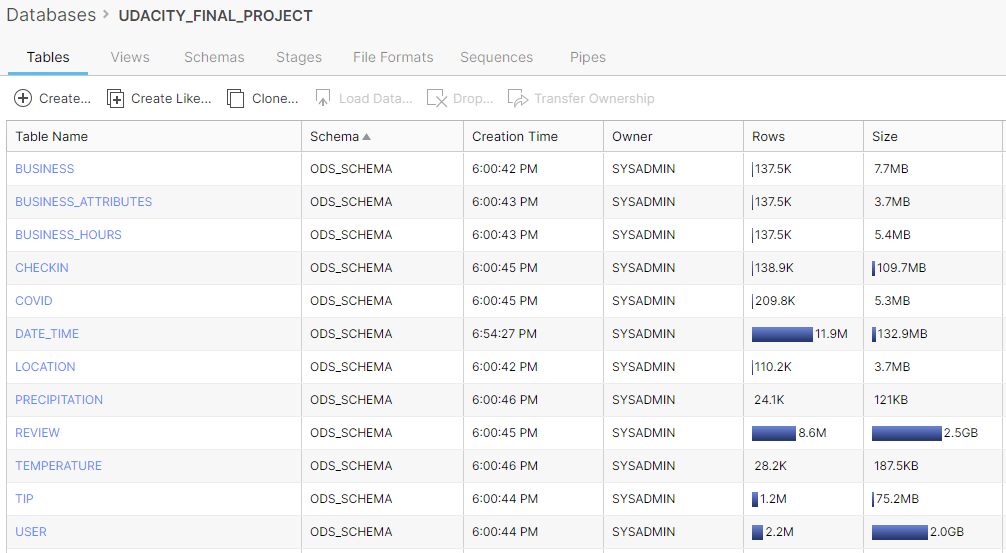 Databases > UDACITY_FINAL_PROJECT
Tables Views Schemas Stages File Formats Sequences Pipes
Create... Create Like... Clone... Load Data... Drop... Transfer Ownership
Table Name Schema Creation Time Owner Rows Size
BUSINESS ODS_SCHEMA 6:00:42 PM SYSADMIN 137.5K 7.7MB
BUSINESS_ATTRIBUTES ODS_SCHEMA 6:00:43 PM SYSADMIN 137.5K 3.7MB
BUSINESS_HOURS ODS_SCHEMA 6:00:43 PM SYSADMIN 137.5K 5.4MB
CHECKIN ODS_SCHEMA 6:00:45 PM SYSADMIN 138.9K 109.7MB
COVID ODS_SCHEMA 6:00:45 PM SYSADMIN 209.8K 5.3MB
DATE_TIME ODS_SCHEMA 6:54:27 PM SYSADMIN 11.9M 132.9MB
LOCATION ODS_SCHEMA 6:00:42 PM SYSADMIN 110.2K 3.7MB
PRECIPITATION ODS_SCHEMA 6:00:46 PM SYSADMIN 24.1K 121KB
REVIEW ODS_SCHEMA 6:00:45 PM SYSADMIN 8.6M 2.5GB
TEMPERATURE ODS_SCHEMA 6:00:46 PM SYSADMIN 28.2K 187.5KB
TIP ODS_SCHEMA 6:00:44 PM SYSADMIN 1.2M 75.2MB
USER ODS_SCHEMA 6:00:44 PM SYSADMIN 2.2M 2.0GB